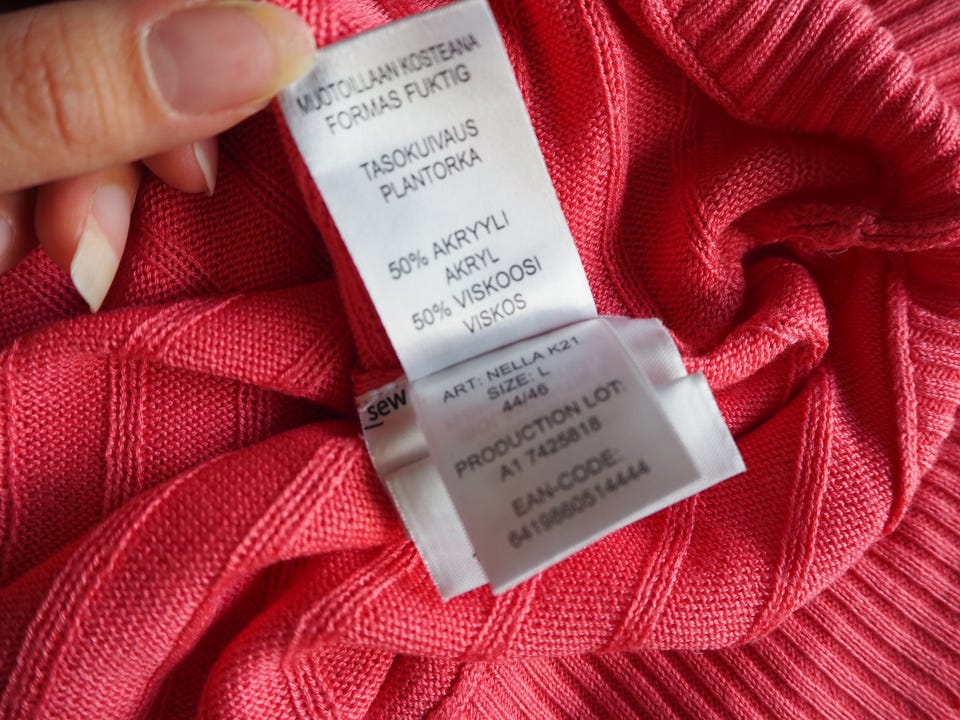 MUOTOILLAAN KOSTEANA
FORMAS FUKTIG
TASOKUIVAUS
PLANTORKA
50% AKRYYLI
AKRYL
50% VISKOOSI
VISKOS
sew
ART: NELLA K21
SIZE: L
44/46
PRODUCTION LOT:
A1 7425818
EAN-CODE:
6419860514444